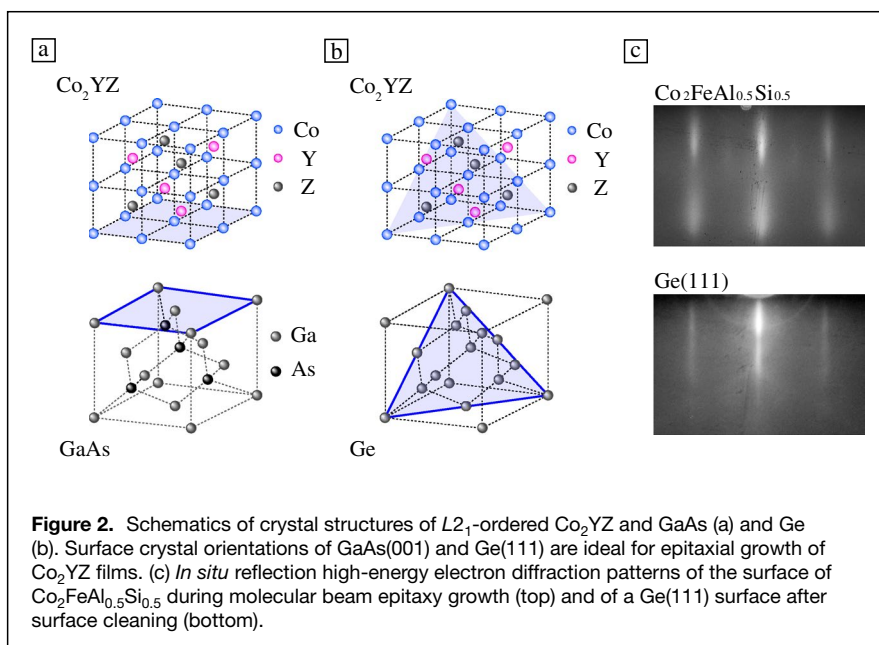 a
b
c
Co₂YZ
Co
Y
Z
GaAs
Ga
As
Co₂YZ
Co
Y
Z
Ge
Co₂FeAl₀.₅Si₀.₅
Ge(111)
Figure 2. Schematics of crystal structures of L2₁-ordered Co₂YZ and GaAs (a) and Ge
(b). Surface crystal orientations of GaAs(001) and Ge(111) are ideal for epitaxial growth of
Co₂YZ films. (c) In situ reflection high-energy electron diffraction patterns of the surface of
Co₂FeAl₀.₅Si₀.₅ during molecular beam epitaxy growth (top) and of a Ge(111) surface after
surface cleaning (bottom).